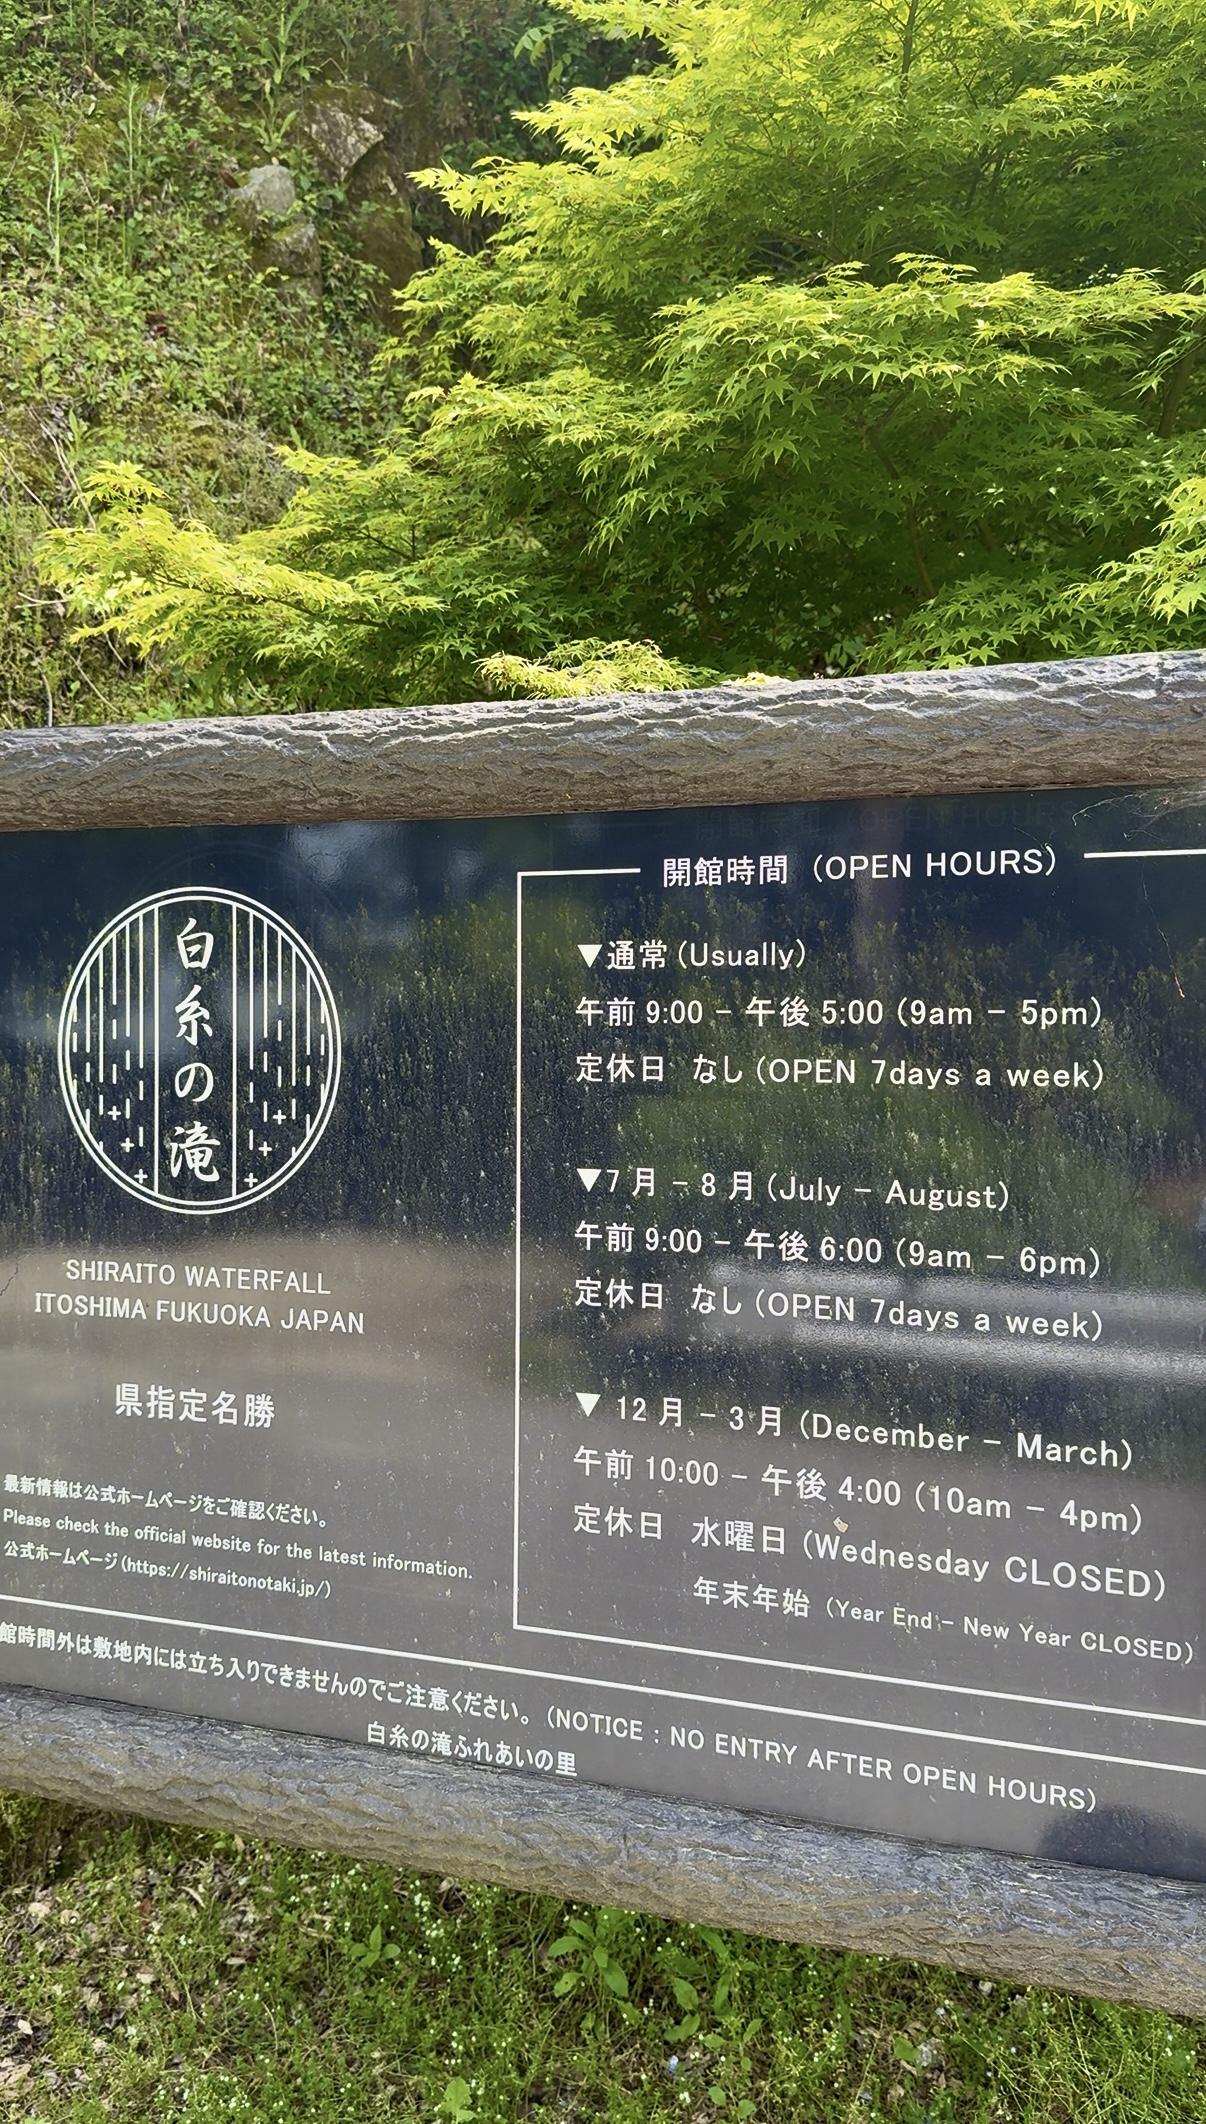 白糸の滝
SHIRAITO WATERFALL
ITOSHIMA FUKUOKA JAPAN
県指定名勝
最新情報は公式ホームページをご確認ください。
Please check the official website for the latest information.
公式ホームページ(https://shiraitonotaki.jp/)
開館時間 (OPEN HOURS)
▼通常(Usually)
午前 9:00 – 午後 5:00 (9am – 5pm)
定休日 なし(OPEN 7days a week)
▼7 月 – 8 月 (July – August)
午前 9:00 – 午後 6:00 (9am – 6pm)
定休日 なし(OPEN 7days a week)
▼ 12 月 – 3 月 (December – March)
午前 10:00 – 午後 4:00 (10am – 4pm)
定休日 水曜日 (Wednesday CLOSED)
年末年始 (Year End – New Year CLOSED)
館時間外は敷地内には立ち入りできませんのでご注意ください。(NOTICE : NO ENTRY AFTER OPEN HOURS)
白糸の滝ふれあいの里